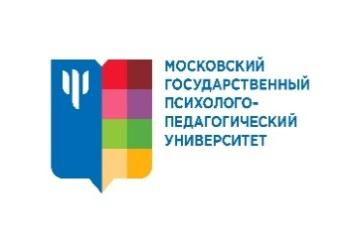 МОСКОВСКИЙ
ГОСУДАРСТВЕННЫЙ
ПСИХОЛОГО-
ПЕДАГОГИЧЕСКИЙ
УНИВЕРСИТЕТ